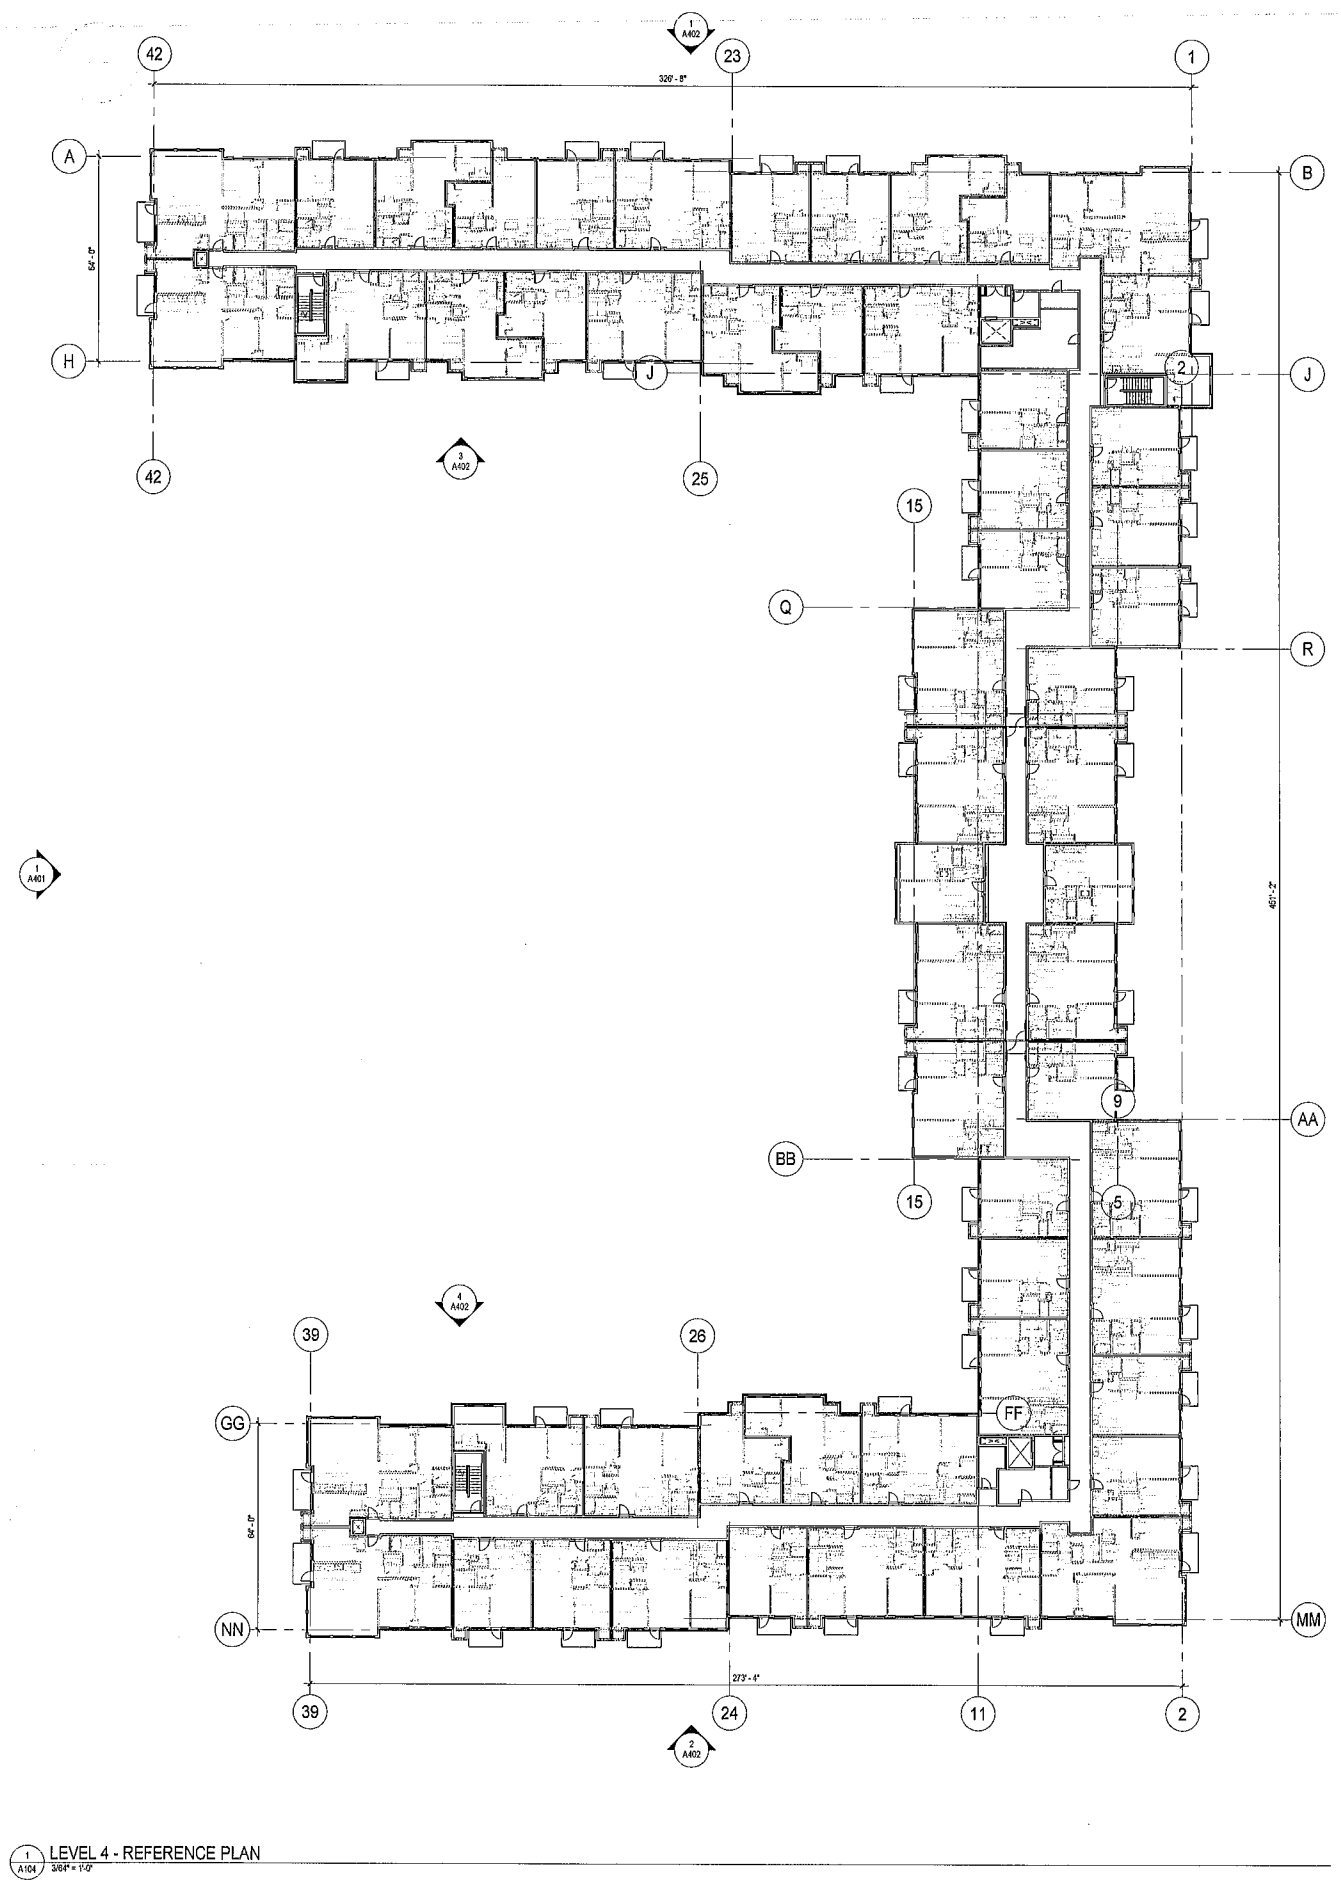 1
A402
42
23
1
326' - 8"
A
B
64' - 0"
H
J
2
J
3
A402
42
25
15
Q
R
1
A401
451' - 2"
9
AA
BB
15
5
4
A402
39
26
GG
FF
64' - 0"
NN
MM
273' - 4"
39
24
11
2
2
A402
1
A104
LEVEL 4 - REFERENCE PLAN
3/64" = 1'-0"